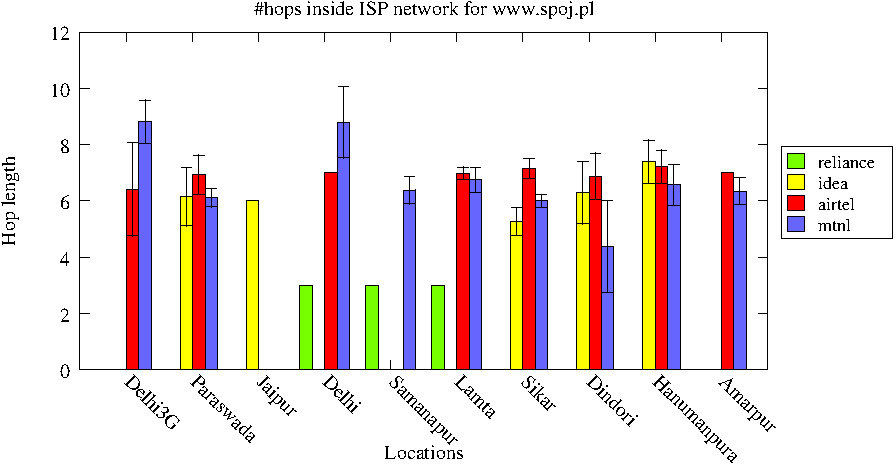 #hops inside ISP network for www.spoj.pl
12
10
8
6
4
2
0
Hop length
Delhi3G
Paraswada
Jaipur
Delhi
Samanapur
Lamta
Sikar
Dindori
Hanumanpura
Amarpur
Locations
reliance
idea
airtel
mtnl